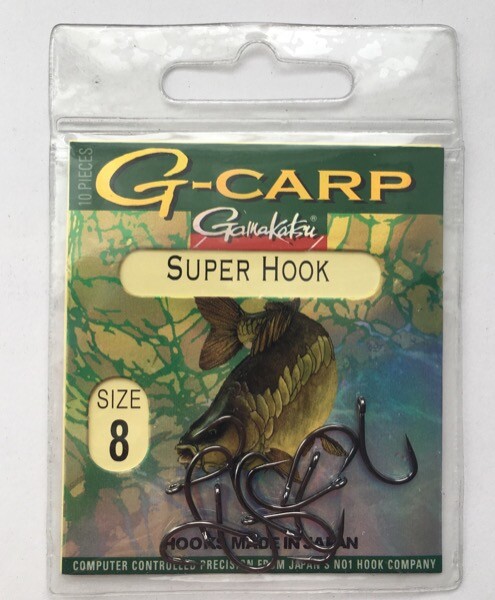 10 PIECES
G-CARP
Gamakatsu®
SUPER HOOK
SIZE
8
HOOKS MADE IN JAPAN
COMPUTER CONTROLLED PRECISION FROM JAPAN'S NO1 HOOK COMPANY